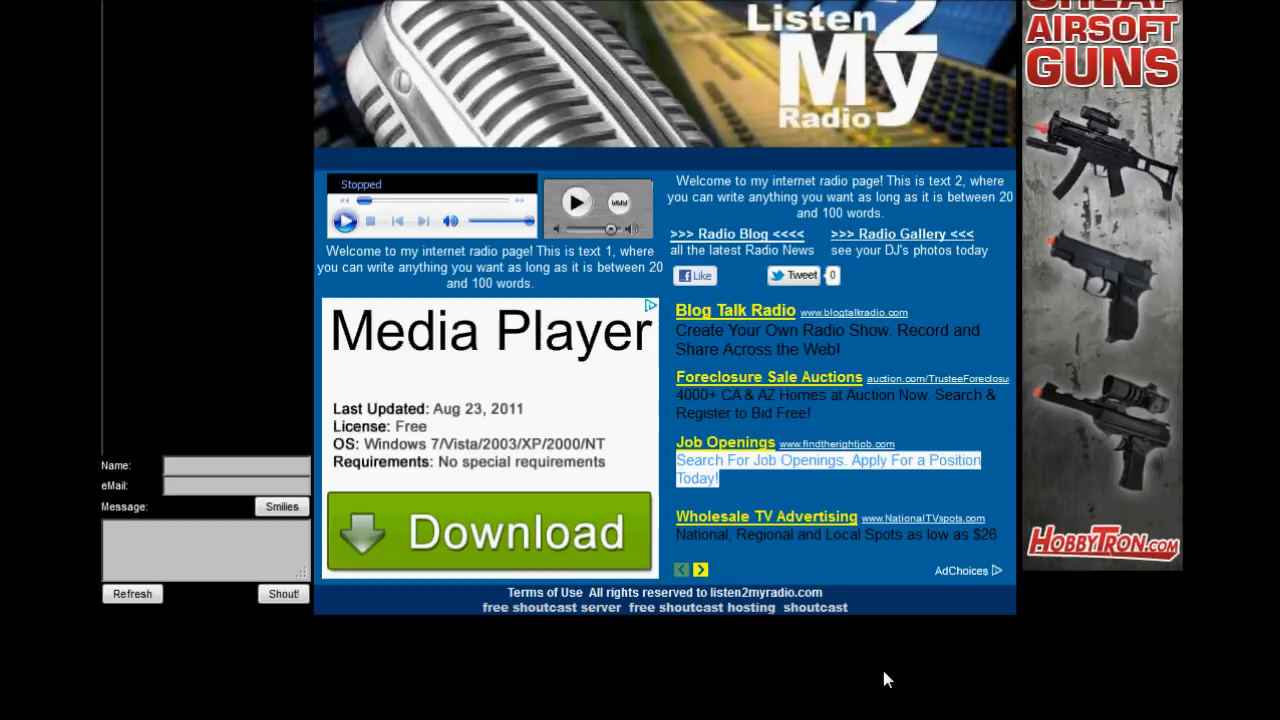 Listen
2
My
Radio
CHEAP
AIRSOFT
GUNS
Stopped
Welcome to my internet radio page! This is text 1, where
you can write anything you want as long as it is between 20
and 100 words.
Welcome to my internet radio page! This is text 2, where
you can write anything you want as long as it is between 20
and 100 words.
>>> Radio Blog <<<<
>>> Radio Gallery <<<
all the latest Radio News
see your DJ's photos today
Like
Tweet
0
Media Player
Last Updated: Aug 23, 2011
License: Free
OS: Windows 7/Vista/2003/XP/2000/NT
Requirements: No special requirements
Download
Blog Talk Radio www.blogtalkradio.com
Create Your Own Radio Show. Record and
Share Across the Web!
Foreclosure Sale Auctions auction.com/TrusteeForeclosu
4000+ CA & AZ Homes at Auction Now. Search &
Register to Bid Free!
Job Openings www.findtherightjob.com
Search For Job Openings. Apply For a Position
Today!
Wholesale TV Advertising www.NationalTVspots.com
National, Regional and Local Spots as low as $26
AdChoices
Name:
eMail:
Message:
Smilies
Refresh
Shout!
Terms of Use All rights reserved to listen2myradio.com
free shoutcast server free shoutcast hosting shoutcast
HOBBYTRON.COM